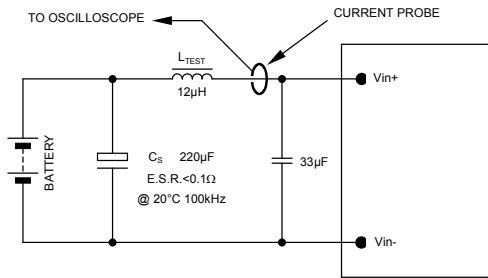 TO OSCILLOSCOPE
CURRENT PROBE
LTEST
12μH
Vin+
BATTERY
CS 220μF
E.S.R.<0.1Ω
@ 20°C 100kHz
33μF
Vin-